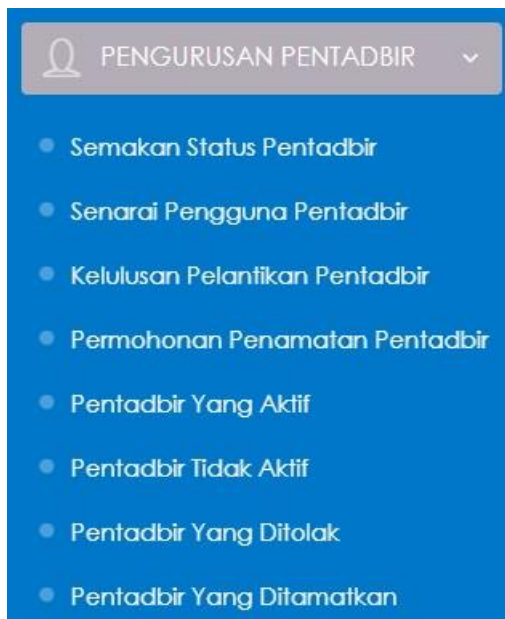 PENGURUSAN PENTADBIR
Semakan Status Pentadbir
Senarai Pengguna Pentadbir
Kelulusan Pelantikan Pentadbir
Permohonan Penamatan Pentadbir
Pentadbir Yang Aktif
Pentadbir Tidak Aktif
Pentadbir Yang Ditolak
Pentadbir Yang Ditamatkan